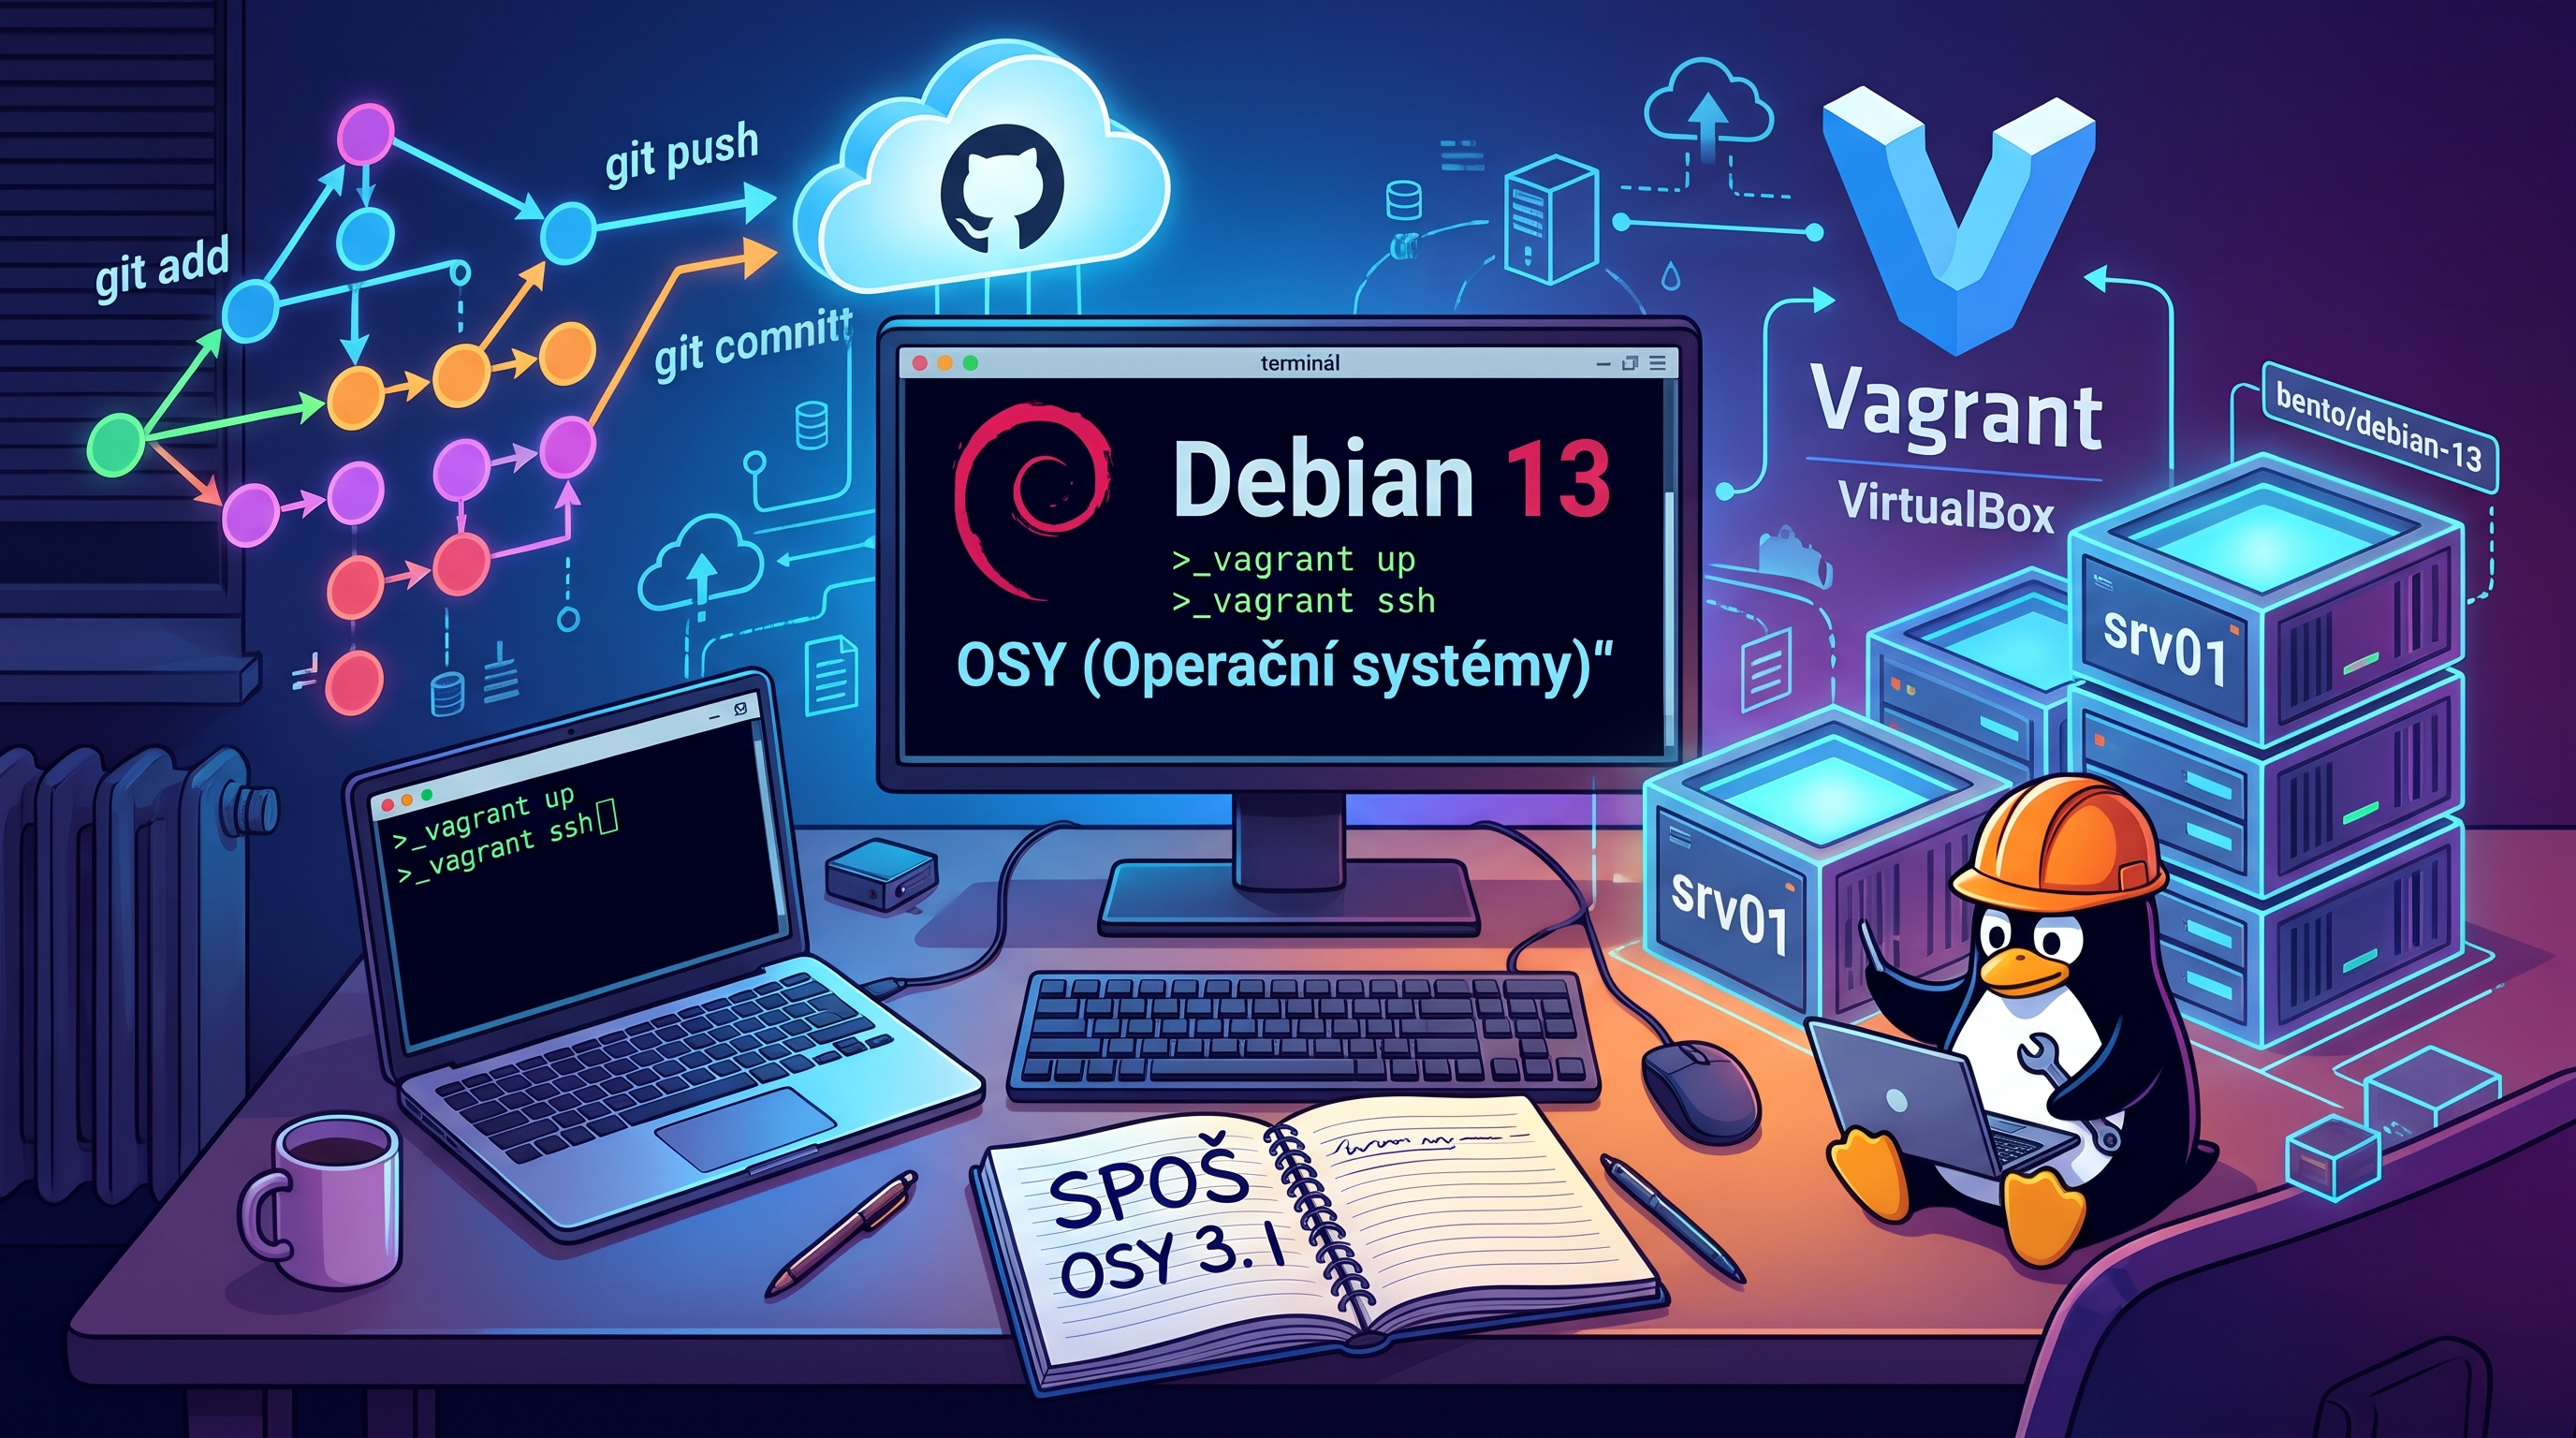 git push
git add
git comnitt
terminál
Debian 13
>_vagrant up
>_vagrant ssh
OSY (Operační systémy)“
Vagrant
VirtualBox
bento/debian-13
srv01
srv01
>_vagrant up
>_vagrant ssh
SPOŠ
OSY 3.1